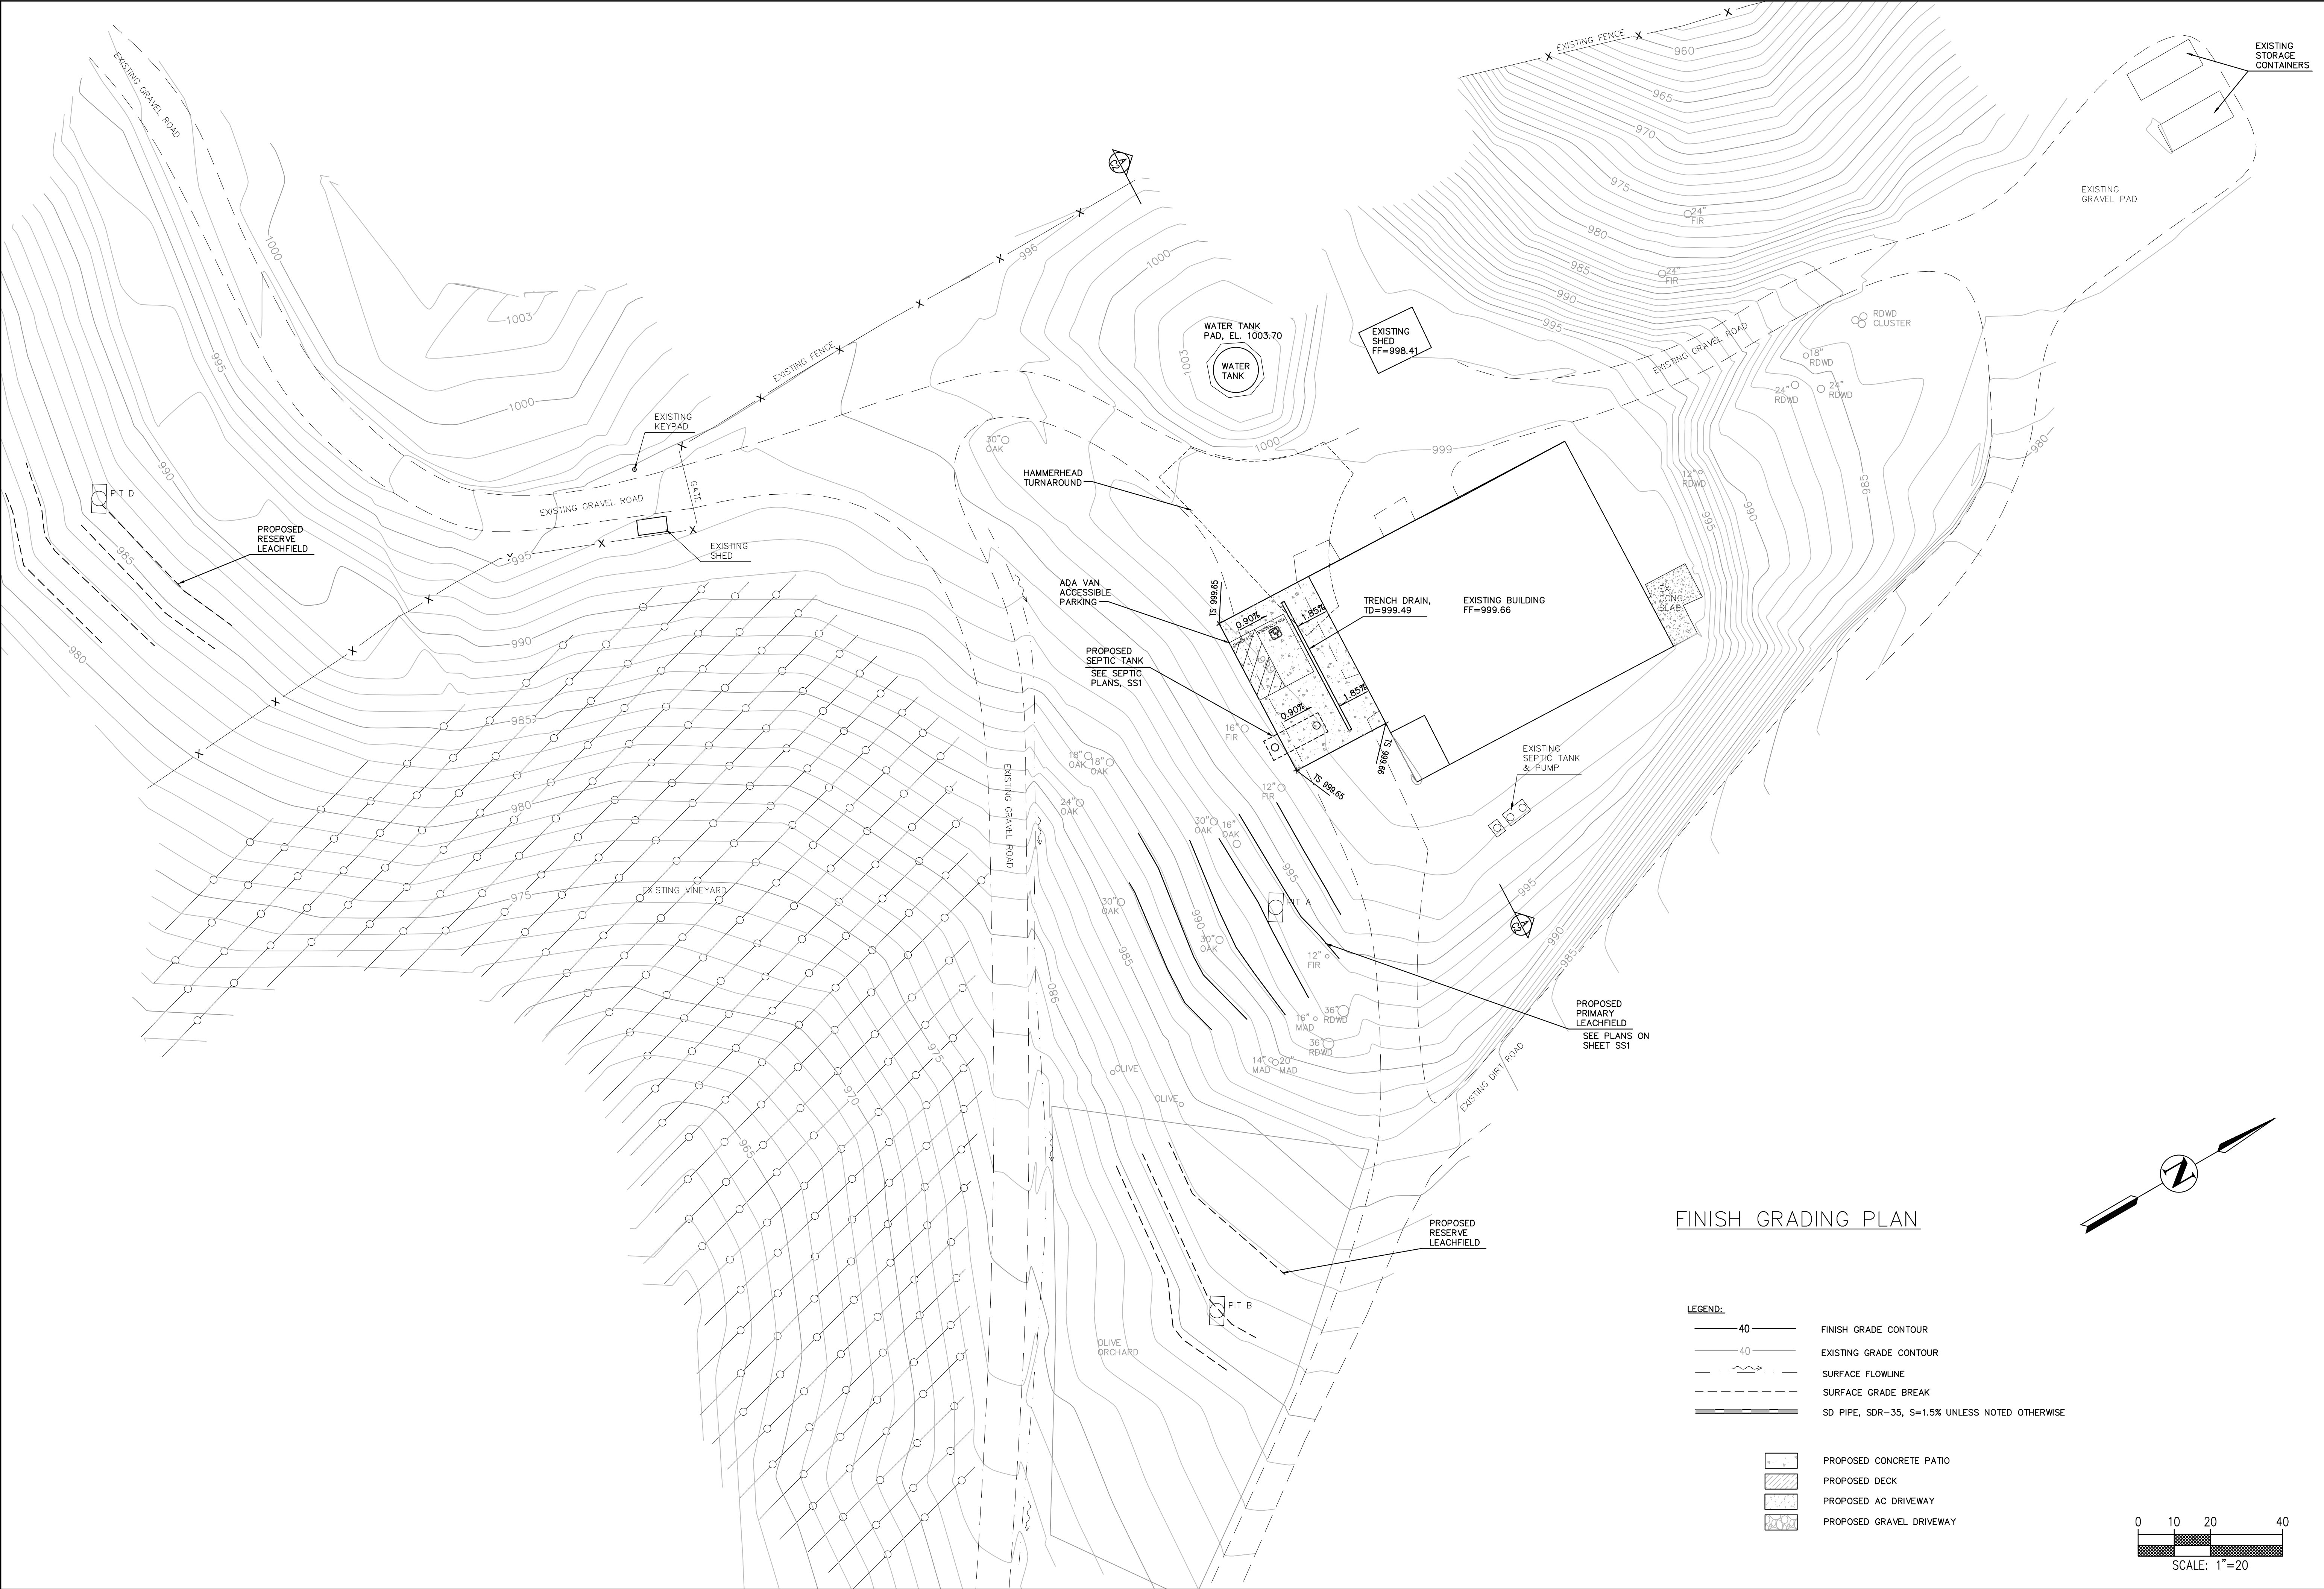 EXISTING FENCE
960
965
970
975
980
985
990
995
EXISTING
STORAGE
CONTAINERS
EXISTING
GRAVEL PAD
24"
FIR
24"
FIR
RDWD
CLUSTER
18"
RDWD
24"
RDWD
24"
RDWD
12"
RDWD
EXISTING GRAVEL ROAD
995
990
985
980
EXISTING GRAVEL ROAD
1000
995
990
985
980
1003
1000
EXISTING FENCE
996
1000
1003
1000
WATER TANK
PAD, EL. 1003.70
WATER
TANK
EXISTING
SHED
FF=998.41
999
EXISTING
KEYPAD
GATE
EXISTING GRAVEL ROAD
EXISTING
SHED
PIT D
PROPOSED
RESERVE
LEACHFIELD
995
990
985
980
975
EXISTING VINEYARD
975
970
965
30"
OAK
HAMMERHEAD
TURNAROUND
ADA VAN
ACCESSIBLE
PARKING
PROPOSED
SEPTIC TANK
SEE SEPTIC
PLANS, SS1
TS 999.65
0.90%
1.85%
TRENCH DRAIN,
TD=999.49
EXISTING BUILDING
FF=999.66
0.90%
1.85%
TS 999.66
TS 999.65
EX.
CONC.
SLAB
EXISTING
SEPTIC TANK
& PUMP
16"
FIR
12"
FIR
18"
OAK
18"
OAK
24"
OAK
30"
OAK
16"
OAK
30"
OAK
30"
OAK
EXISTING GRAVEL ROAD
995
990
985
980
PIT A
12"
FIR
16"
MAD
36"
RDWD
36"
RDWD
14"
MAD
20"
MAD
995
990
985
PROPOSED
PRIMARY
LEACHFIELD
SEE PLANS ON
SHEET SS1
EXISTING DIRT ROAD
OLIVE
OLIVE
PROPOSED
RESERVE
LEACHFIELD
PIT B
OLIVE
ORCHARD
N
FINISH GRADING PLAN
LEGEND:
40 FINISH GRADE CONTOUR
40 EXISTING GRADE CONTOUR
SURFACE FLOWLINE
SURFACE GRADE BREAK
SD PIPE, SDR-35, S=1.5% UNLESS NOTED OTHERWISE
PROPOSED CONCRETE PATIO
PROPOSED DECK
PROPOSED AC DRIVEWAY
PROPOSED GRAVEL DRIVEWAY
0 10 20 40
SCALE: 1"=20